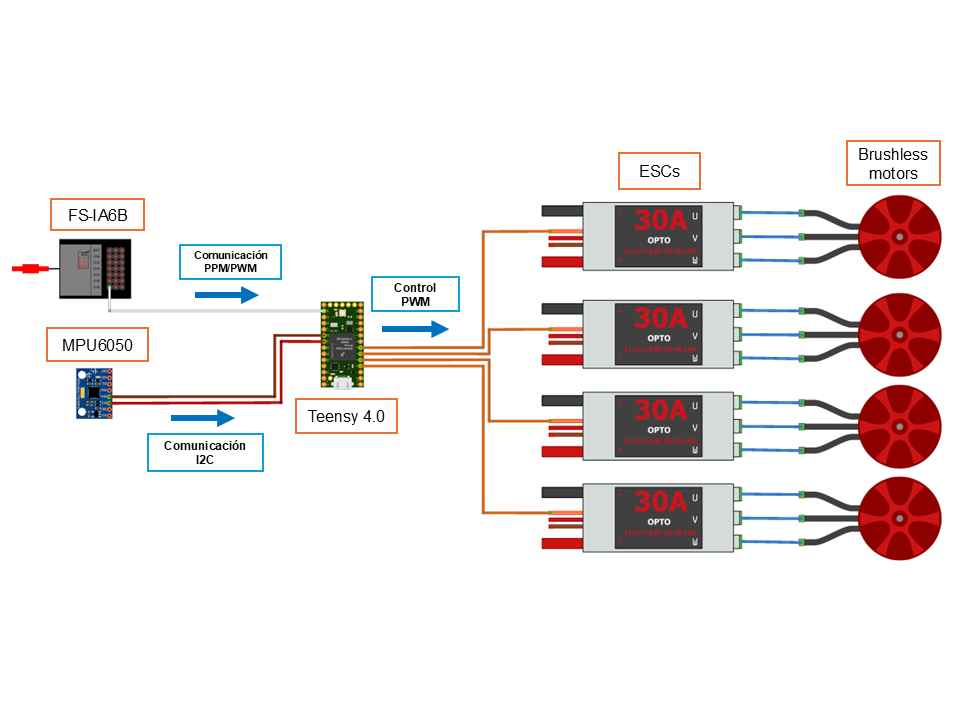 FS-IA6B
Comunicación
PPM/PWM
MPU6050
Comunicación
I2C
Teensy 4.0
Control
PWM
ESCs
Brushless
motors
30A
OPTO
U
V
W
30A
OPTO
U
V
W
30A
OPTO
U
V
W
30A
OPTO
U
V
W